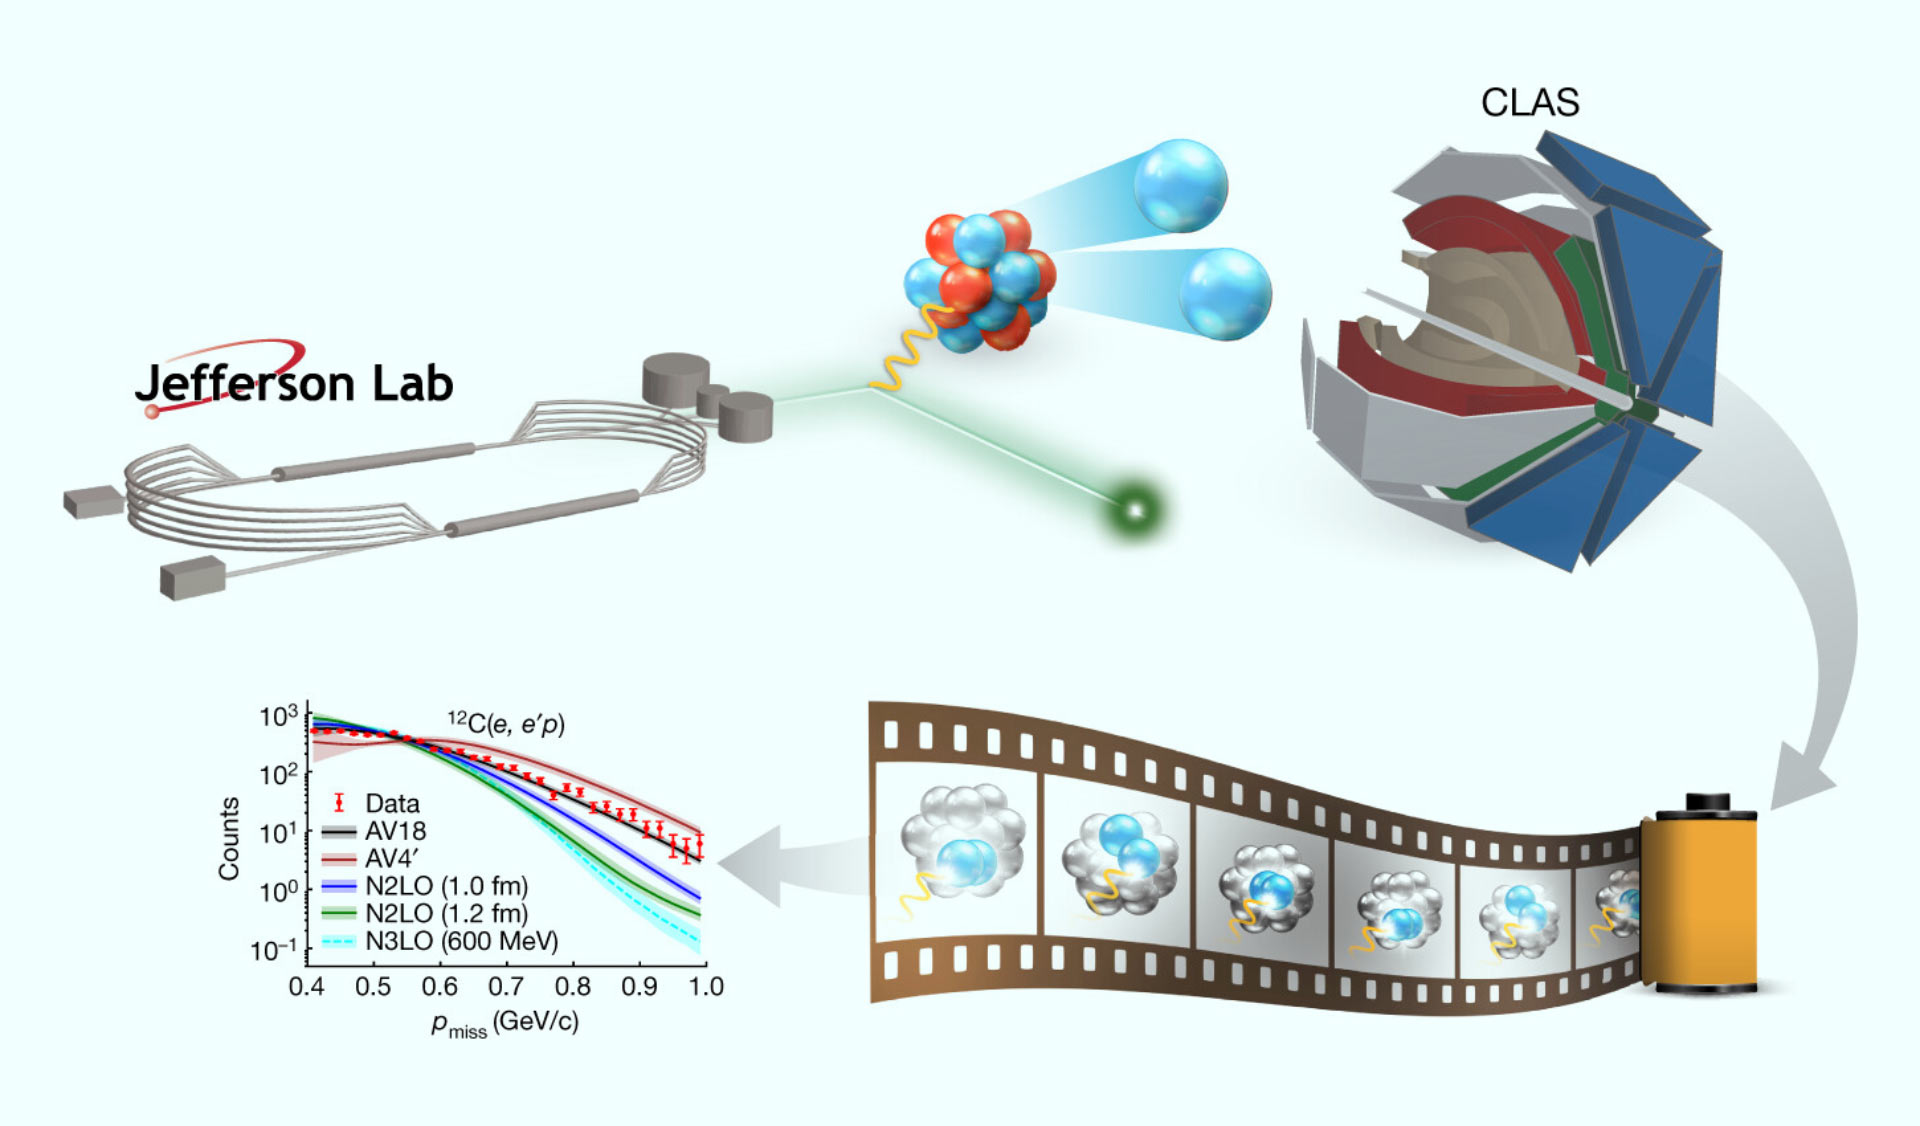 CLAS
Jefferson Lab
¹²C(e, e′p)
10³
10²
10¹
10⁰
10⁻¹
Counts
Data
AV18
AV4′
N2LO (1.0 fm)
N2LO (1.2 fm)
N3LO (600 MeV)
0.4 0.5 0.6 0.7 0.8 0.9 1.0
pmiss (GeV/c)